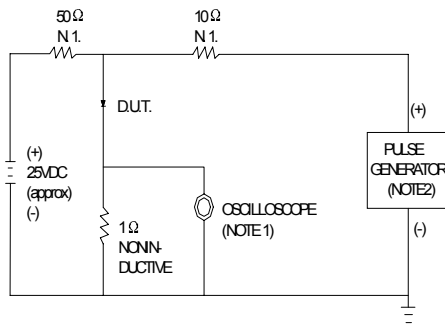 50Ω
N.1.
10Ω
N.1.
D.U.T.
(+)
25VDC
(approx)
(-)
1Ω
NONIN-
DUCTIVE
OSCILLOSCOPE
(NOTE 1)
(+)
PULSE
GENERATOR
(NOTE2)
(-)